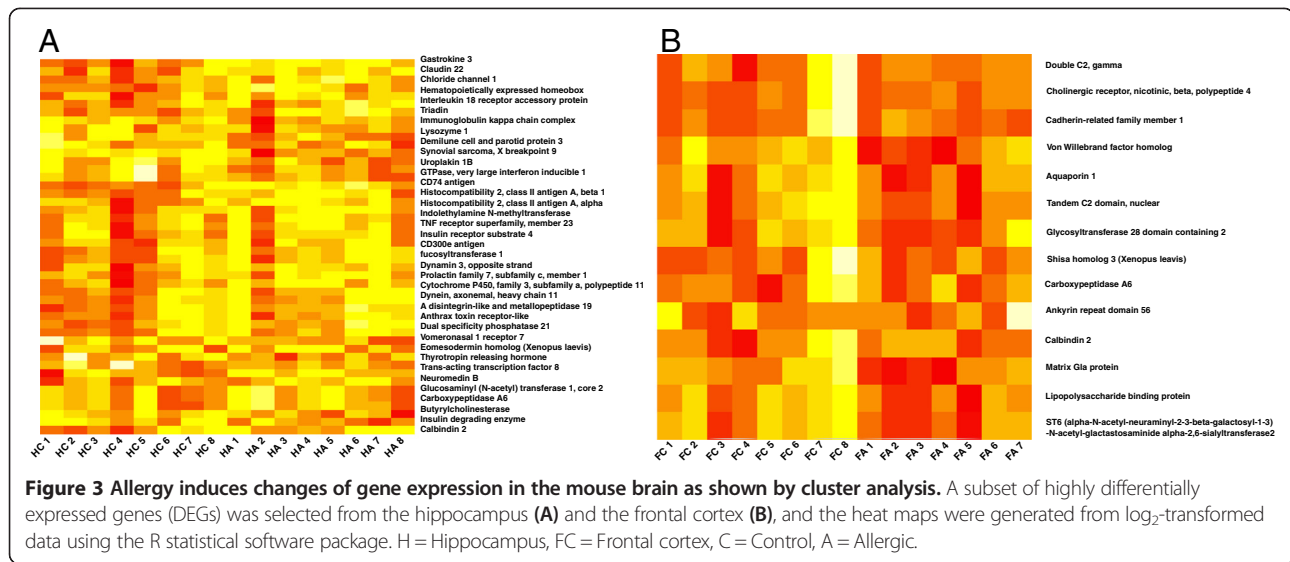 A
Gastrokine 3
Claudin 22
Chloride channel 1
Hematopoietically expressed homeobox
Interleukin 18 receptor accessory protein
Triadin
Immunoglobulin kappa chain complex
Lysozyme 1
Demilune cell and parotid protein 3
Synovial sarcoma, X breakpoint 9
Uroplakin 1B
GTPase, very large interferon inducible 1
CD74 antigen
Histocompatibility 2, class II antigen A, beta 1
Histocompatibility 2, class II antigen A, alpha
Indolethylamine N-methyltransferase
TNF receptor superfamily, member 23
Insulin receptor substrate 4
CD300e antigen
fucosyltransferase 1
Dynamin 3, opposite strand
Prolactin family 7, subfamily c, member 1
Cytochrome P450, family 3, subfamily a, polypeptide 11
Dynein, axonemal, heavy chain 11
A disintegrin-like and metallopeptidase 19
Anthrax toxin receptor-like
Dual specificity phosphatase 21
Vomeronasal 1 receptor 7
Eomesodermin homolog (Xenopus laevis)
Thyrotropin releasing hormone
Trans-acting transcription factor 8
Neuromedin B
Glucosaminyl (N-acetyl) transferase 1, core 2
Carboxypeptidase A6
Butyrylcholinesterase
Insulin degrading enzyme
Calbindin 2
HC 1 HC 2 HC 3 HC 4 HC 5 HC 6 HC 7 HC 8 HA 1 HA 2 HA 3 HA 4 HA 5 HA 6 HA 7 HA 8
B
Double C2, gamma
Cholinergic receptor, nicotinic, beta, polypeptide 4
Cadherin-related family member 1
Von Willebrand factor homolog
Aquaporin 1
Tandem C2 domain, nuclear
Glycosyltransferase 28 domain containing 2
Shisa homolog 3 (Xenopus leavis)
Carboxypeptidase A6
Ankyrin repeat domain 56
Calbindin 2
Matrix Gla protein
Lipopolysaccharide binding protein
ST6 (alpha-N-acetyl-neuraminyl-2-3-beta-galactosyl-1-3)
-N-acetyl-glactastosaminide alpha-2,6-sialyltransferase2
FC 1 FC 2 FC 3 FC 4 FC 5 FC 6 FC 7 FC 8 FA 1 FA 2 FA 3 FA 4 FA 5 FA 6 FA 7
Figure 3 Allergy induces changes of gene expression in the mouse brain as shown by cluster analysis. A subset of highly differentially
expressed genes (DEGs) was selected from the hippocampus (A) and the frontal cortex (B), and the heat maps were generated from log₂-transformed
data using the R statistical software package. H = Hippocampus, FC = Frontal cortex, C = Control, A = Allergic.